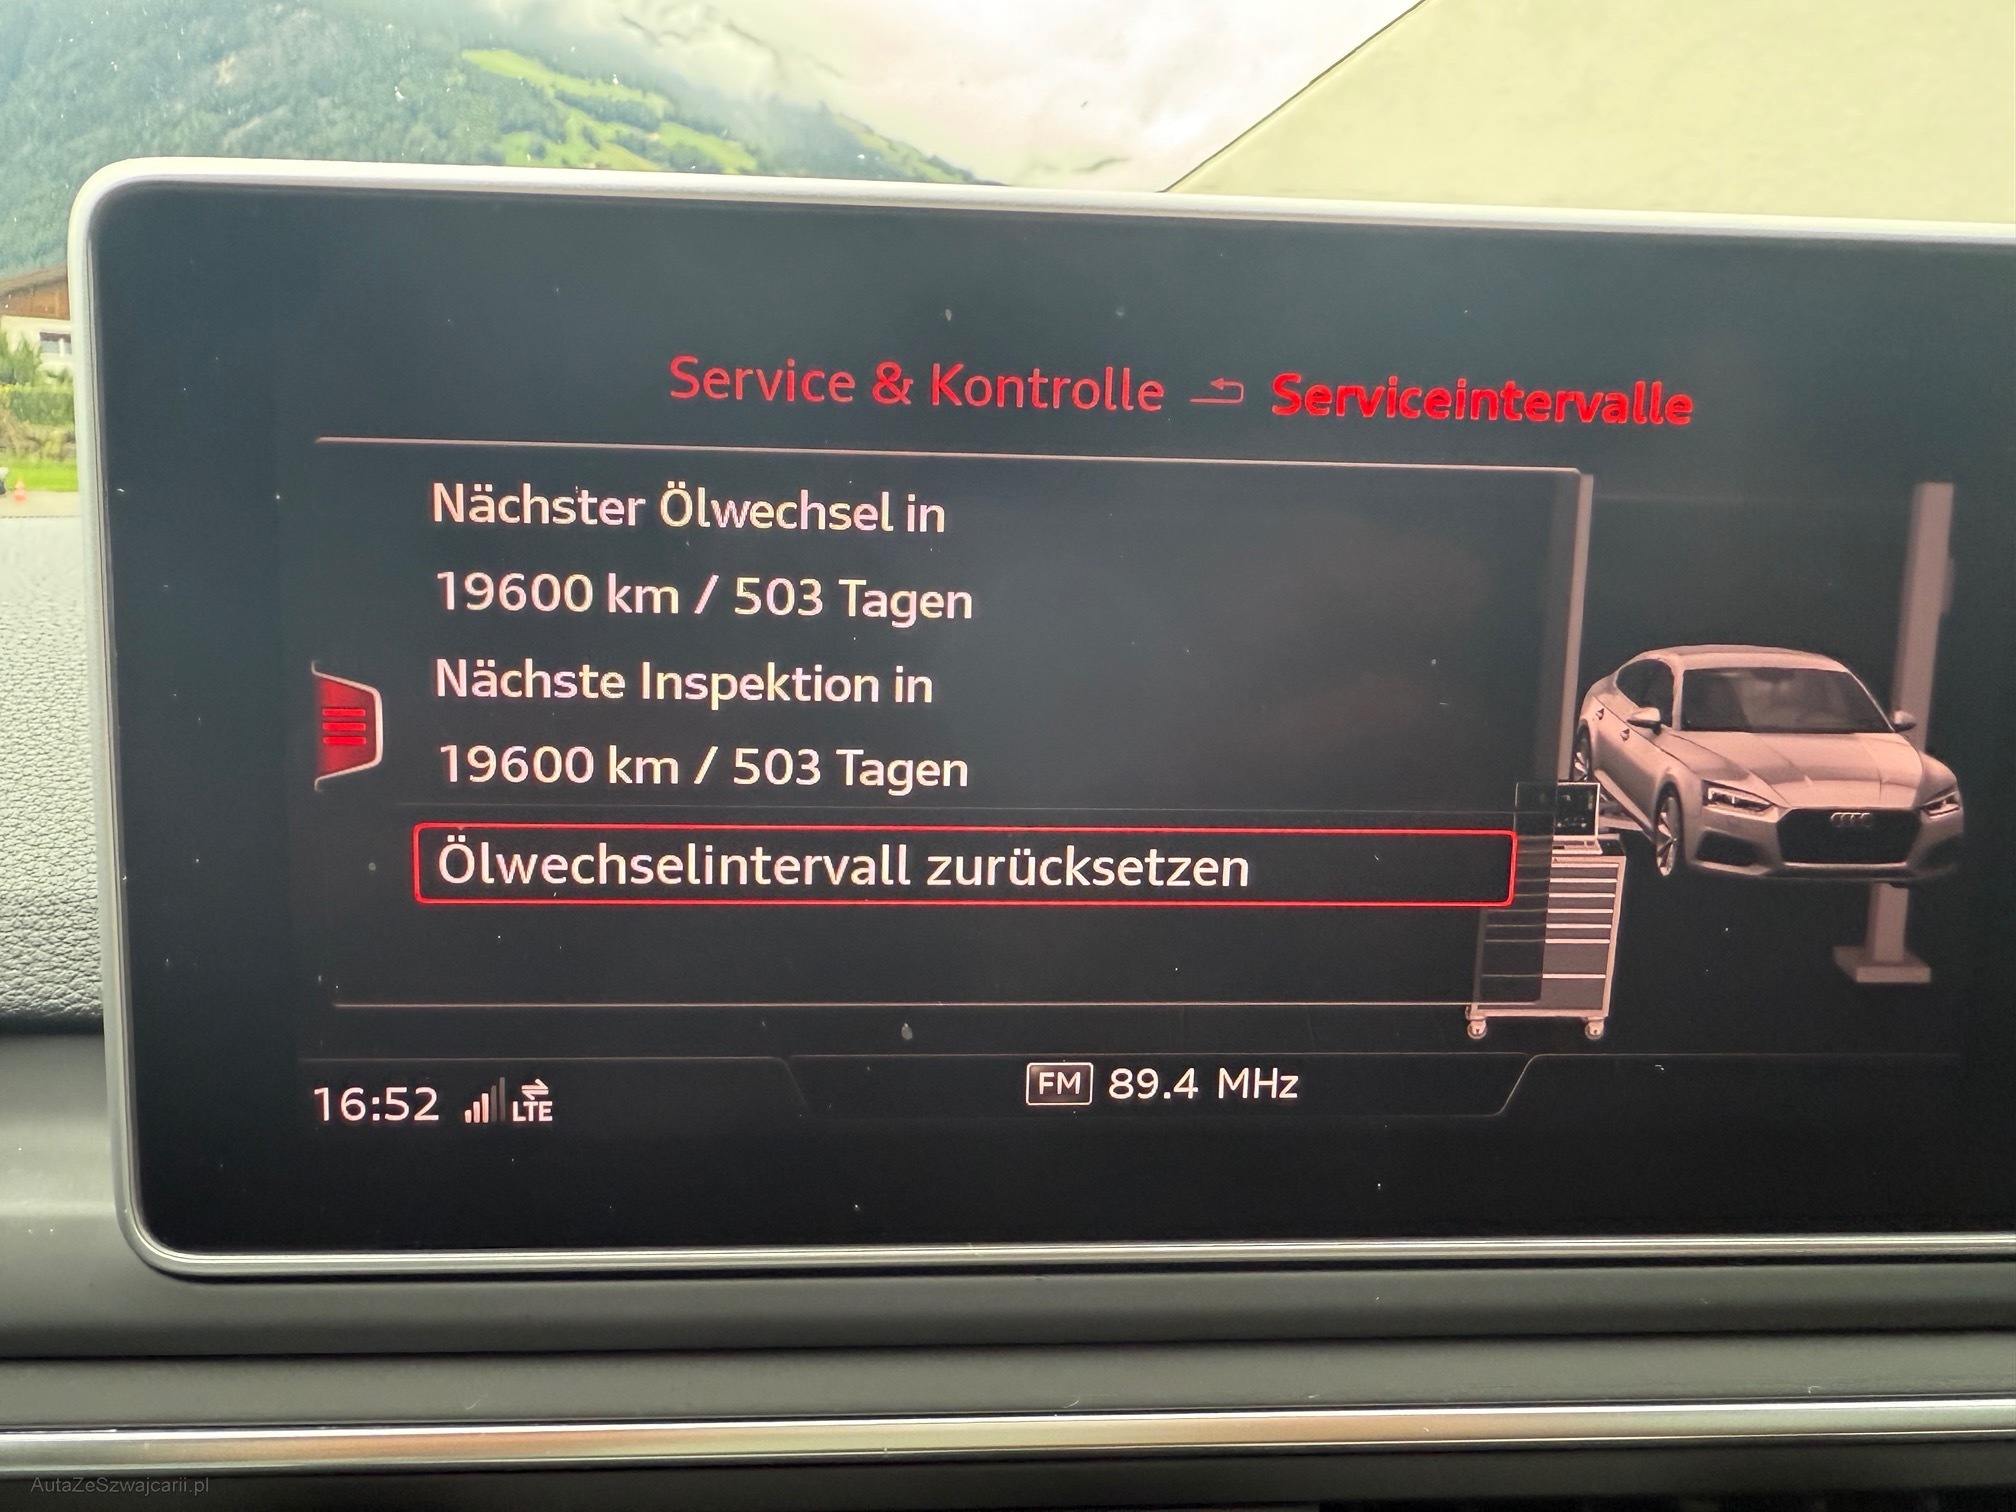 Service & Kontrolle Serviceintervalle
Nächster Ölwechsel in
19600 km / 503 Tagen
Nächste Inspektion in
19600 km / 503 Tagen
Ölwechselintervall zurücksetzen
16:52 LTE
FM 89.4 MHz
AutaZeSzwajcarii.pl